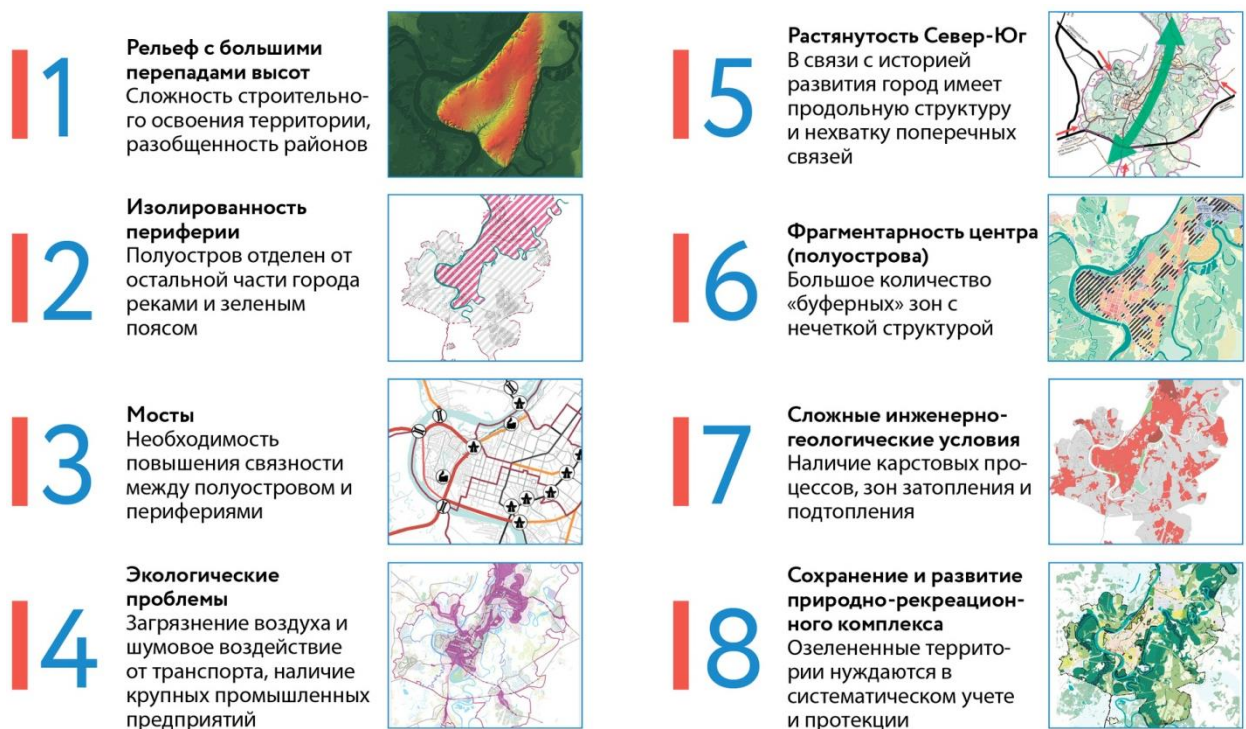 1
Рельеф с большими
перепадами высот
Сложность строительно-
го освоения территории,
разобщенность районов
2
Изолированность
периферии
Полуостров отделен от
остальной части города
реками и зеленым
поясом
3
Мосты
Необходимость
повышения связности
между полуостровом и
перифериями
4
Экологические
проблемы
Загрязнение воздуха и
шумовое воздействие
от транспорта, наличие
крупных промышленных
предприятий
5
Растянутость Север-Юг
В связи с историей
развития город имеет
продольную структуру
и нехватку поперечных
связей
6
Фрагментарность центра
(полуострова)
Большое количество
«буферных» зон с
нечеткой структурой
7
Сложные инженерно-
геологические условия
Наличие карстовых про-
цессов, зон затопления и
подтопления
8
Сохранение и развитие
природно-рекреацион-
ного комплекса
Озелененные террито-
рии нуждаются в
систематическом учете
и протекции